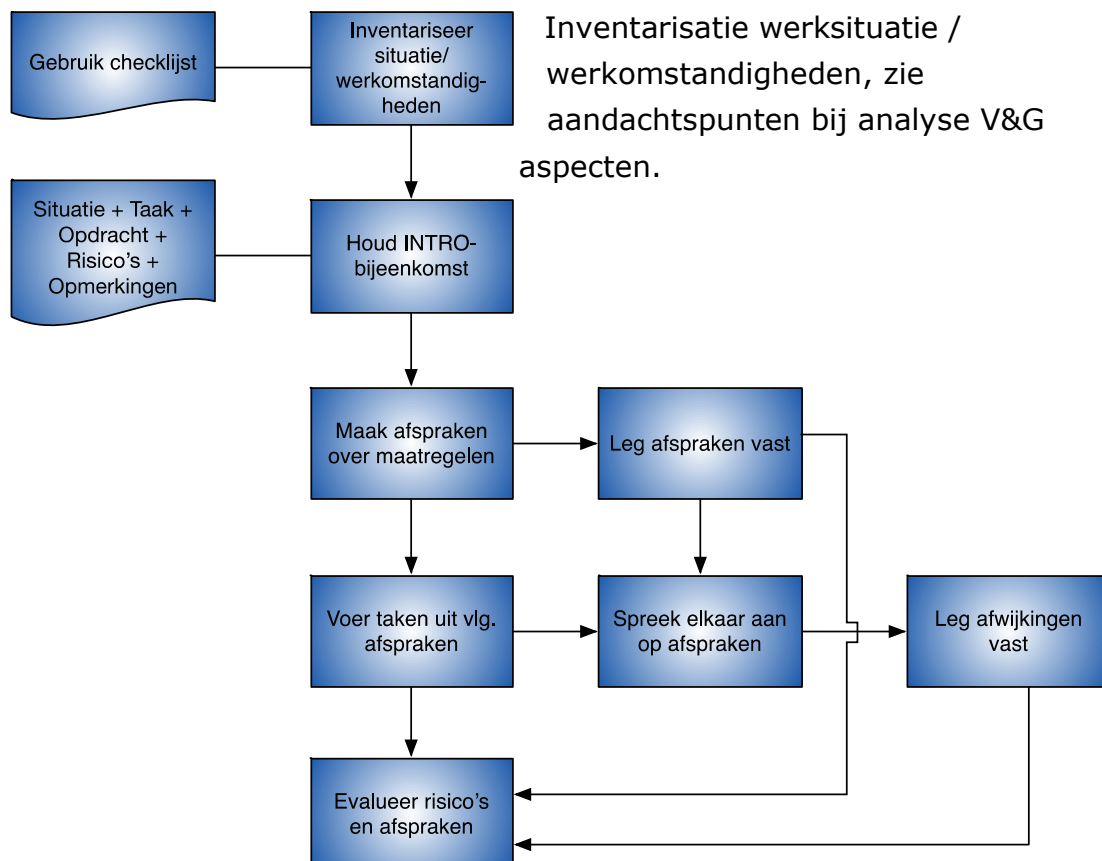 Gebruik checklijst
Inventariseer
situatie/
werkomstandig-
heden
Inventarisatie werksituatie /
werkomstandigheden, zie
aandachtspunten bij analyse V&G
aspecten.
Situatie + Taak +
Opdracht +
Risico's +
Opmerkingen
Houd INTRO-
bijeenkomst
Maak afspraken
over maatregelen
Leg afspraken vast
Voer taken uit vlg.
afspraken
Spreek elkaar aan
op afspraken
Leg afwijkingen
vast
Evalueer risico's
en afspraken